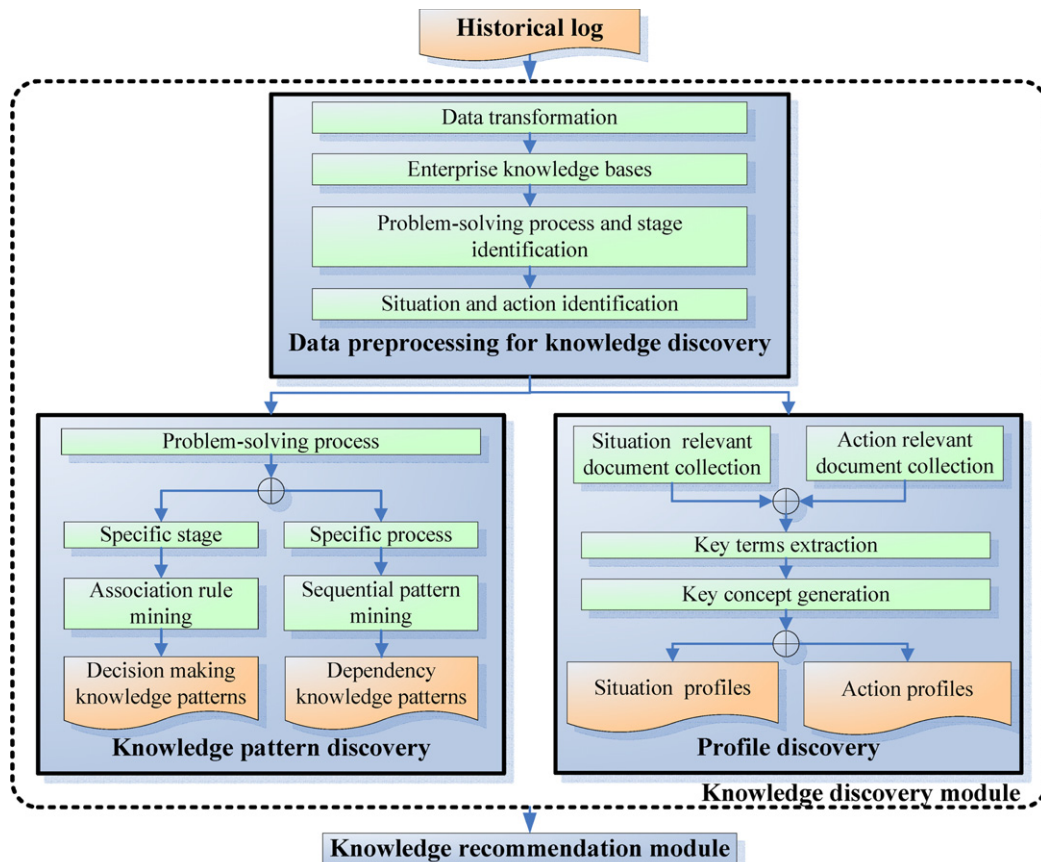 Historical log
Data transformation
Enterprise knowledge bases
Problem-solving process and stage
identification
Situation and action identification
Data preprocessing for knowledge discovery
Problem-solving process
Specific stage
Specific process
Association rule
mining
Sequential pattern
mining
Decision making
knowledge patterns
Dependency
knowledge patterns
Knowledge pattern discovery
Situation relevant
document collection
Action relevant
document collection
Key terms extraction
Key concept generation
Situation profiles
Action profiles
Profile discovery
Knowledge discovery module
Knowledge recommendation module